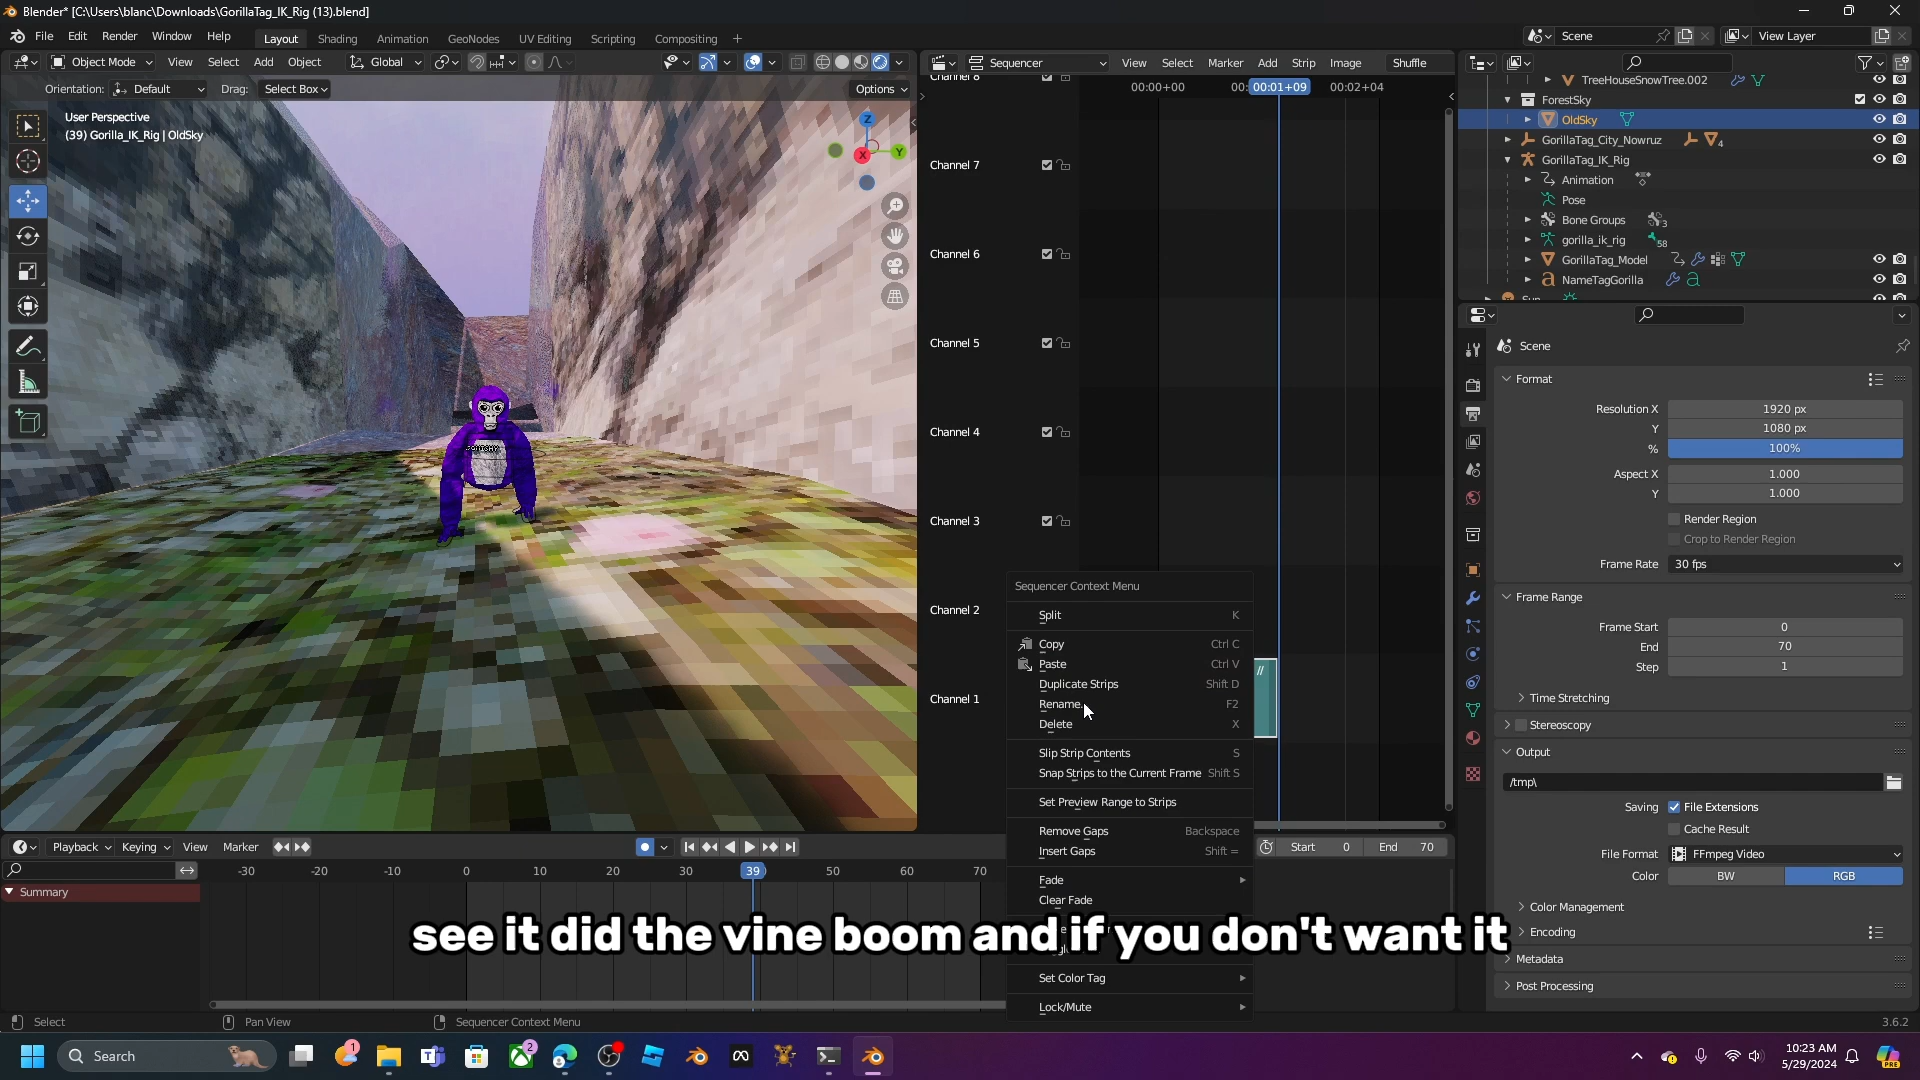 Blender* [C:\Users\blanc\Downloads\GorillaTag_IK_Rig (13).blend]
File Edit Render Window Help Layout Shading Animation GeoNodes UV Editing Scripting Compositing + Scene View Layer
Object Mode View Select Add Object Global Sequencer View Select Marker Add Strip Image Shuffle
Orientation: Default Drag: Select Box Options
User Perspective
(39) Gorilla_IK_Rig | OldSky
Z
Y
X
SQUISHY
Channel 8
00:00+00 00: 00:01+09 00:02+04
Channel 7
Channel 6
Channel 5
Channel 4
Channel 3
Channel 2
Channel 1
TreeHouseSnowTree.002
ForestSky
OldSky
GorillaTag_City_Nowruz 4
GorillaTag_IK_Rig
Animation
Pose
Bone Groups 3
gorilla_ik_rig 58
GorillaTag_Model
NameTagGorilla
Sun
Scene
Format
Resolution X 1920 px
Y 1080 px
% 100%
Aspect X 1.000
Y 1.000
Render Region
Crop to Render Region
Frame Rate 30 fps
Frame Range
Frame Start 0
End 70
Step 1
Time Stretching
Stereoscopy
Output
/tmp\
Saving File Extensions
Cache Result
File Format FFmpeg Video
Color BW RGB
Color Management
Encoding
Metadata
Post Processing
Sequencer Context Menu
Split K
Copy Ctrl C
Paste Ctrl V
Duplicate Strips Shift D
Rename F2
Delete X
Slip Strip Contents S
Snap Strips to the Current Frame Shift S
Set Preview Range to Strips
Remove Gaps Backspace
Insert Gaps Shift =
Fade
Clear Fade
Set Color Tag
Lock/Mute
Playback Keying View Marker Start 0 End 70
-30 -20 -10 0 10 20 30 39 50 60 70
Summary
see it did the vine boom and if you don't want it
Select Pan View Sequencer Context Menu 3.6.2
Search 1 2 10:23 AM
5/29/2024
PRE